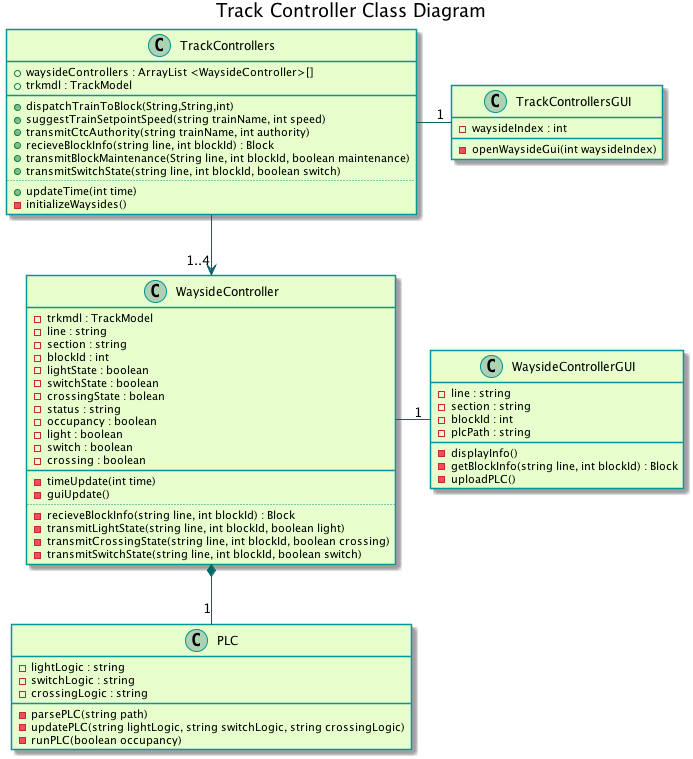 Track Controller Class Diagram
C TrackControllers
waysideControllers : ArrayList <WaysideController>[]
trkmdl : TrackModel
dispatchTrainToBlock(String,String,int)
suggestTrainSetpointSpeed(string trainName, int speed)
transmitCtcAuthority(string trainName, int authority)
recieveBlockInfo(string line, int blockId) : Block
transmitBlockMaintenance(String line, int blockId, boolean maintenance)
transmitSwitchState(string line, int blockId, boolean switch)
updateTime(int time)
initializeWaysides()
1
C TrackControllersGUI
waysideIndex : int
openWaysideGui(int waysideIndex)
1..4
C WaysideController
trkmdl : TrackModel
line : string
section : string
blockId : int
lightState : boolean
switchState : boolean
crossingState : bolean
status : string
occupancy : boolean
light : boolean
switch : boolean
crossing : boolean
timeUpdate(int time)
guiUpdate()
recieveBlockInfo(string line, int blockId) : Block
transmitLightState(string line, int blockId, boolean light)
transmitCrossingState(string line, int blockId, boolean crossing)
transmitSwitchState(string line, int blockId, boolean switch)
1
C WaysideControllerGUI
line : string
section : string
blockId : int
plcPath : string
displayInfo()
getBlockInfo(string line, int blockId) : Block
uploadPLC()
1
C PLC
lightLogic : string
switchLogic : string
crossingLogic : string
parsePLC(string path)
updatePLC(string lightLogic, string switchLogic, string crossingLogic)
runPLC(boolean occupancy)